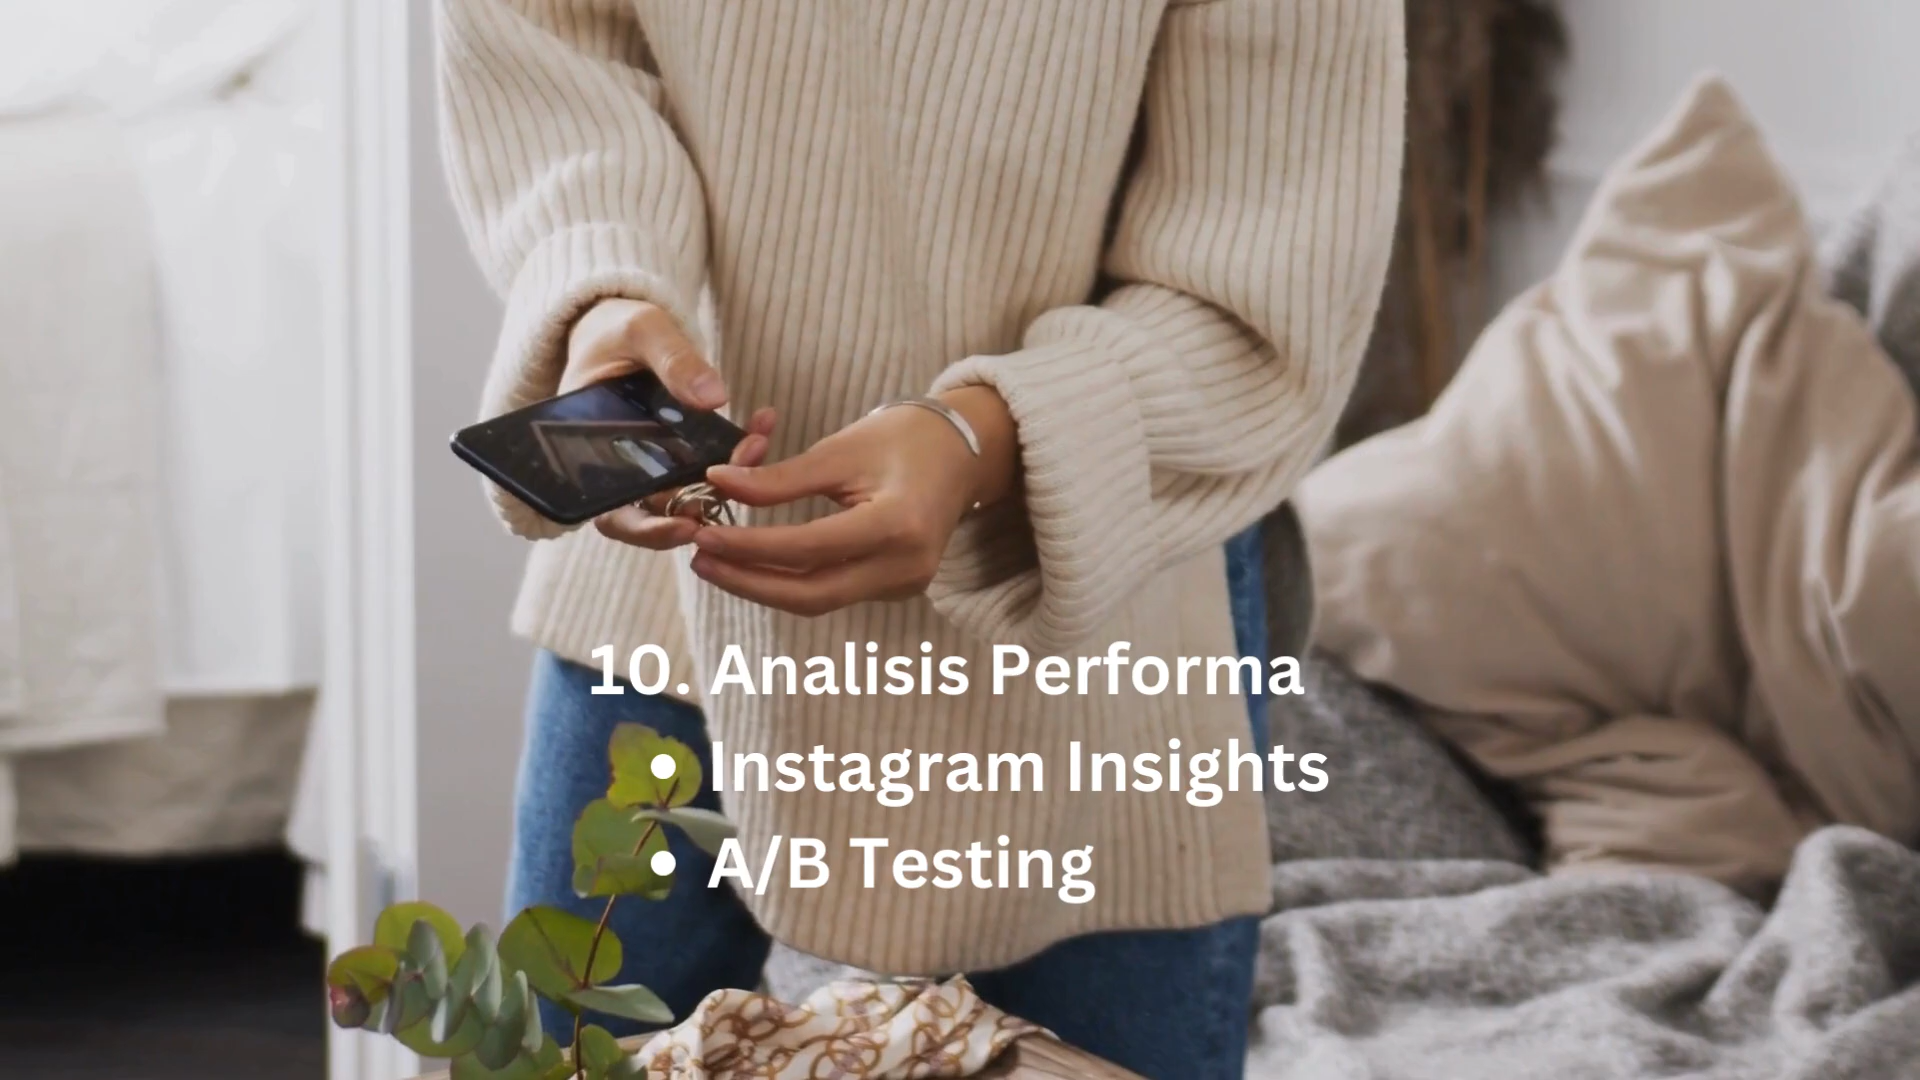 10. Analisis Performa
• Instagram Insights
• A/B Testing